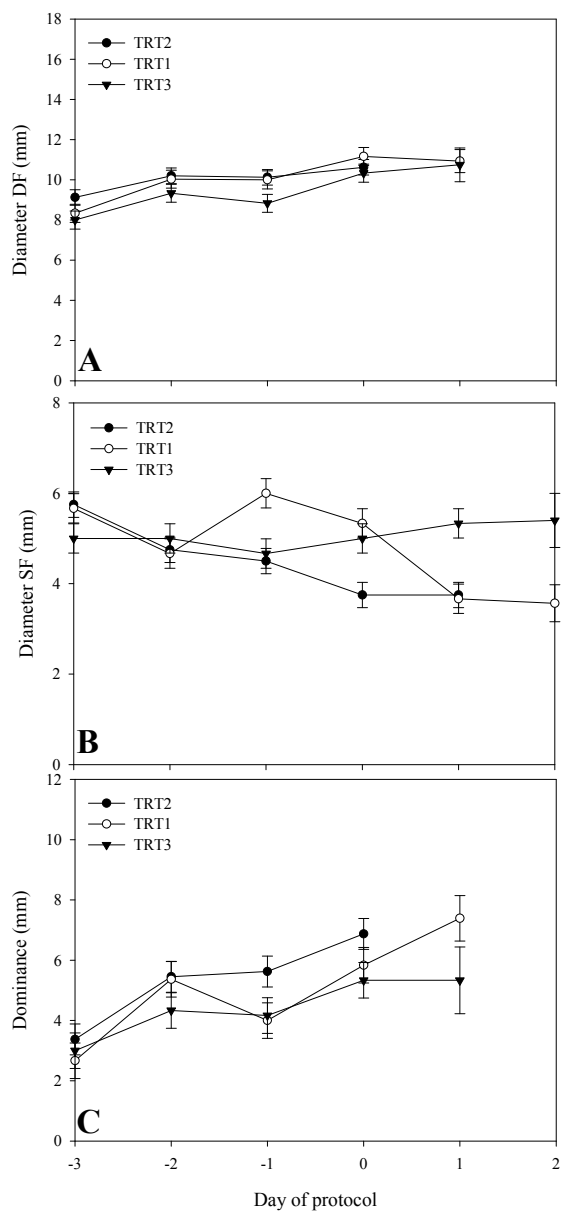 18
16
14
12
10
8
6
4
2
0
Diameter DF (mm)
TRT2
TRT1
TRT3
A
8
6
4
2
0
Diameter SF (mm)
TRT2
TRT1
TRT3
B
12
10
8
6
4
2
0
Dominance (mm)
TRT2
TRT1
TRT3
C
-3 -2 -1 0 1 2
Day of protocol